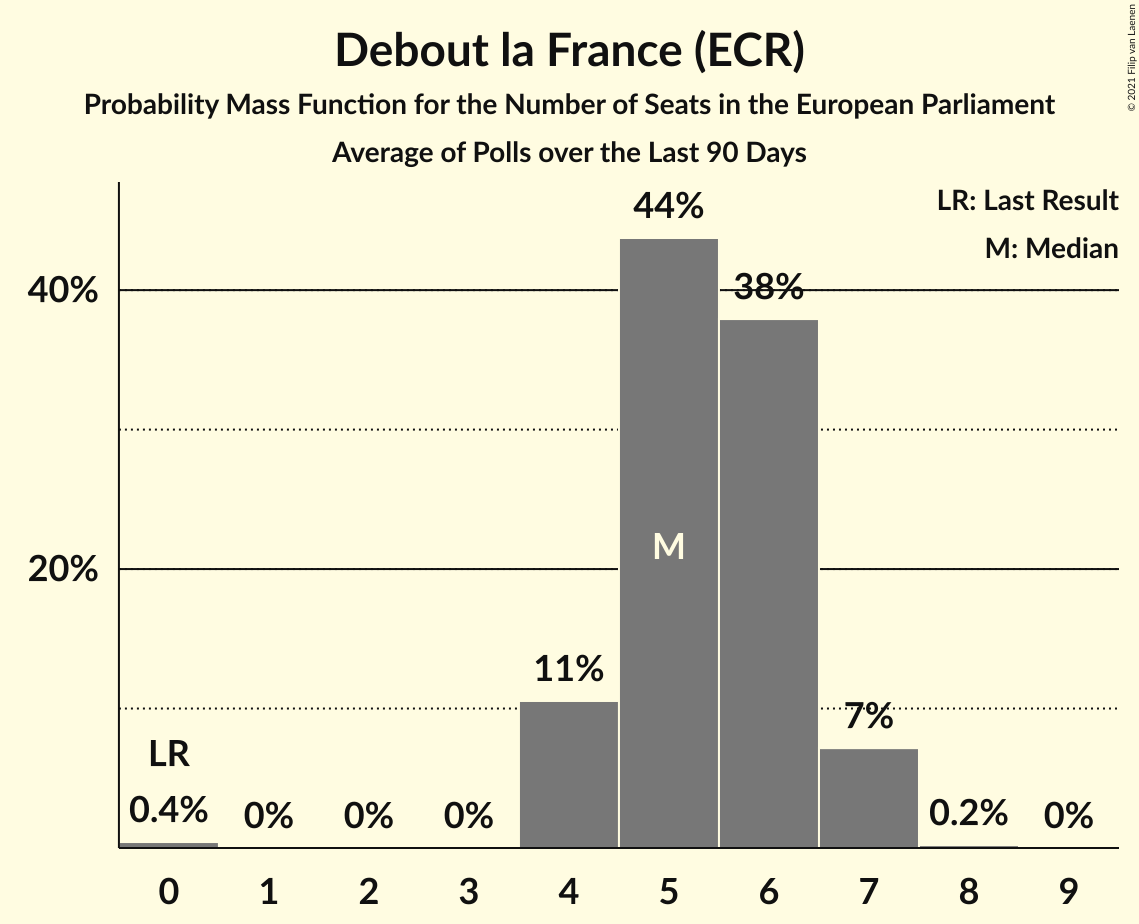 Debout la France (ECR)
Probability Mass Function for the Number of Seats in the European Parliament
Average of Polls over the Last 90 Days
© 2021 Filip van Laenen
LR: Last Result
M: Median
44%
40%
38%
M
20%
11%
7%
LR
0.4%
0%
0%
0%
0.2%
0%
0 1 2 3 4 5 6 7 8 9